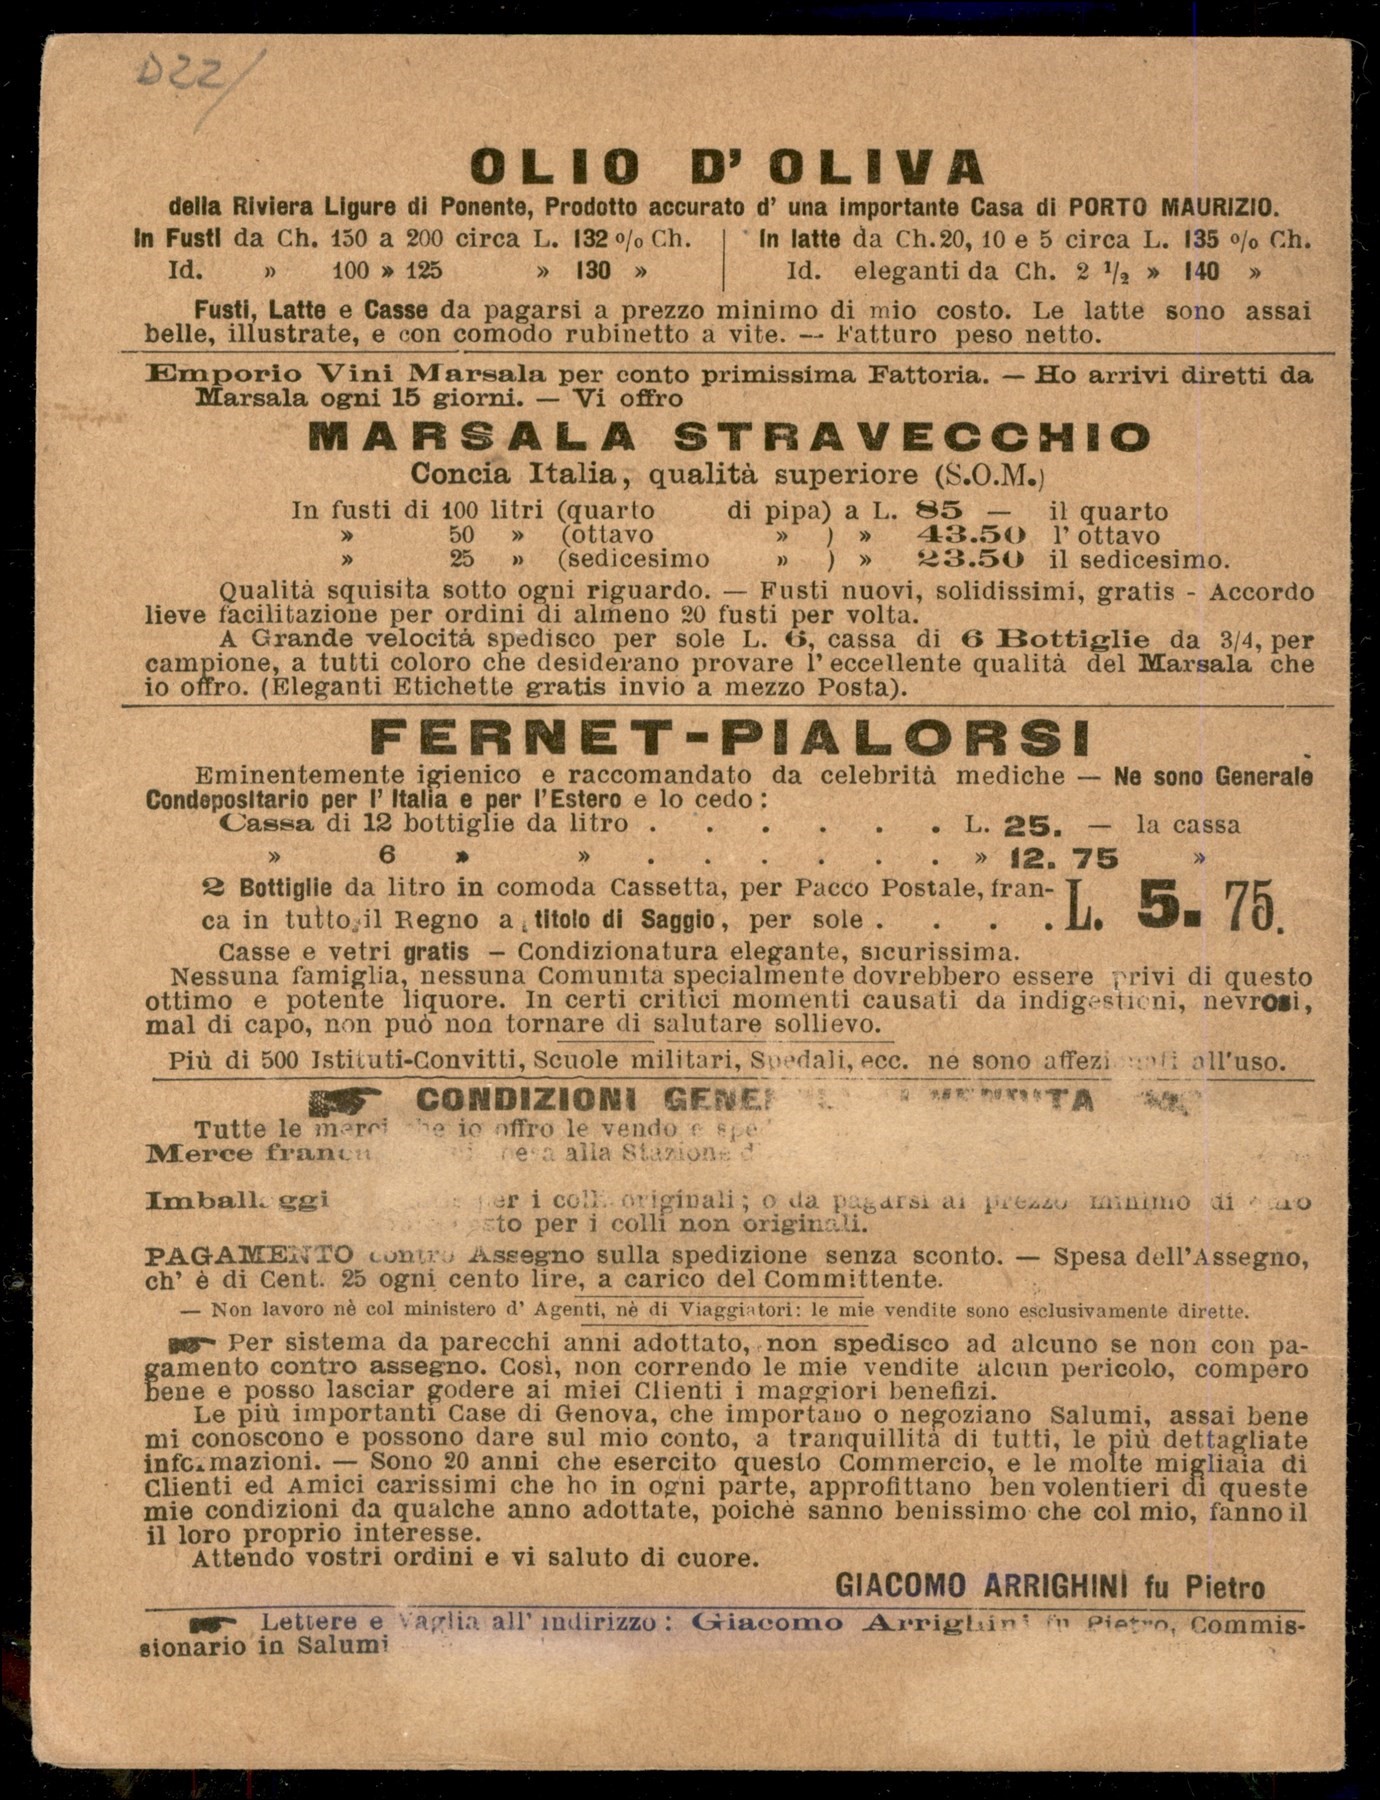 D22/
OLIO D' OLIVA
della Riviera Ligure di Ponente, Prodotto accurato d' una importante Casa di PORTO MAURIZIO.
In Fusti da Ch. 150 a 200 circa L. 132 % Ch.
Id. » 100 » 125 » 130 »
In latte da Ch. 20, 10 e 5 circa L. 135 % Ch.
Id. eleganti da Ch. 2 1/2 » 140 »
Fusti, Latte e Casse da pagarsi a prezzo minimo di mio costo. Le latte sono assai
belle, illustrate, e con comodo rubinetto a vite. — Fatturo peso netto.
Emporio Vini Marsala per conto primissima Fattoria. — Ho arrivi diretti da
Marsala ogni 15 giorni. — Vi offro
MARSALA STRAVECCHIO
Concia Italia, qualità superiore (S.O.M.)
In fusti di 100 litri (quarto di pipa) a L. 85 — il quarto
» 50 » (ottavo » ) » 43.50 l' ottavo
» 25 » (sedicesimo » ) » 23.50 il sedicesimo.
Qualità squisita sotto ogni riguardo. — Fusti nuovi, solidissimi, gratis - Accordo
lieve facilitazione per ordini di almeno 20 fusti per volta.
A Grande velocità spedisco per sole L. 6, cassa di 6 Bottiglie da 3/4, per
campione, a tutti coloro che desiderano provare l' eccellente qualità del Marsala che
io offro. (Eleganti Etichette gratis invio a mezzo Posta).
FERNET-PIALORSI
Eminentemente igienico e raccomandato da celebrità mediche — Ne sono Generale
Condepositario per l' Italia e per l'Estero e lo cedo :
Cassa di 12 bottiglie da litro . . . . . . L. 25. — la cassa
» 6 » » . . . . . . » 12. 75 »
2 Bottiglie da litro in comoda Cassetta, per Pacco Postale, fran-
ca in tutto il Regno a titolo di Saggio, per sole . . . . L. 5. 75.
Casse e vetri gratis — Condizionatura elegante, sicurissima.
Nessuna famiglia, nessuna Comunità specialmente dovrebbero essere privi di questo
ottimo e potente liquore. In certi critici momenti causati da indigestioni, nevrosi,
mal di capo, non può non tornare di salutare sollievo.
Più di 500 Istituti-Convitti, Scuole militari, Spedali, ecc. ne sono affezionati all'uso.
CONDIZIONI GENERALI VENDITA
Tutte le merci che io offro le vendo e
Merce franca resa alla Stazione
Imballaggi per i colli originali ; o da pagarsi al prezzo minimo di
costo per i colli non originali.
PAGAMENTO contro Assegno sulla spedizione senza sconto. — Spesa dell'Assegno,
ch' è di Cent. 25 ogni cento lire, a carico del Committente.
— Non lavoro nè col ministero d' Agenti, nè di Viaggiatori: le mie vendite sono esclusivamente dirette.
Per sistema da parecchi anni adottato, non spedisco ad alcuno se non con pa-
gamento contro assegno. Così, non correndo le mie vendite alcun pericolo, compero
bene e posso lasciar godere ai miei Clienti i maggiori benefizi.
Le più importanti Case di Genova, che importano o negoziano Salumi, assai bene
mi conoscono e possono dare sul mio conto, a tranquillità di tutti, le più dettagliate
informazioni. — Sono 20 anni che esercito questo Commercio, e le molte migliaia di
Clienti ed Amici carissimi che ho in ogni parte, approfittano ben volentieri di queste
mie condizioni da qualche anno adottate, poichè sanno benissimo che col mio, fanno il
il loro proprio interesse.
Attendo vostri ordini e vi saluto di cuore.
GIACOMO ARRIGHINI fu Pietro
Lettere e Vaglia all' indirizzo : Giacomo Arrighini fu Pietro, Commis-
sionario in Salumi